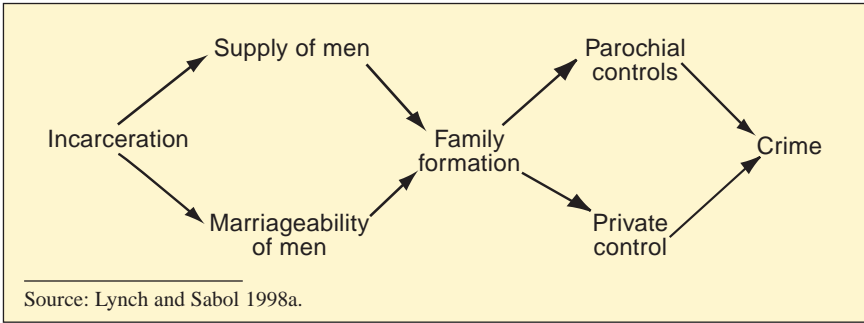 Supply of men
Parochial
controls
Incarceration
Family
formation
Crime
Marriageability
of men
Private
control
Source: Lynch and Sabol 1998a.